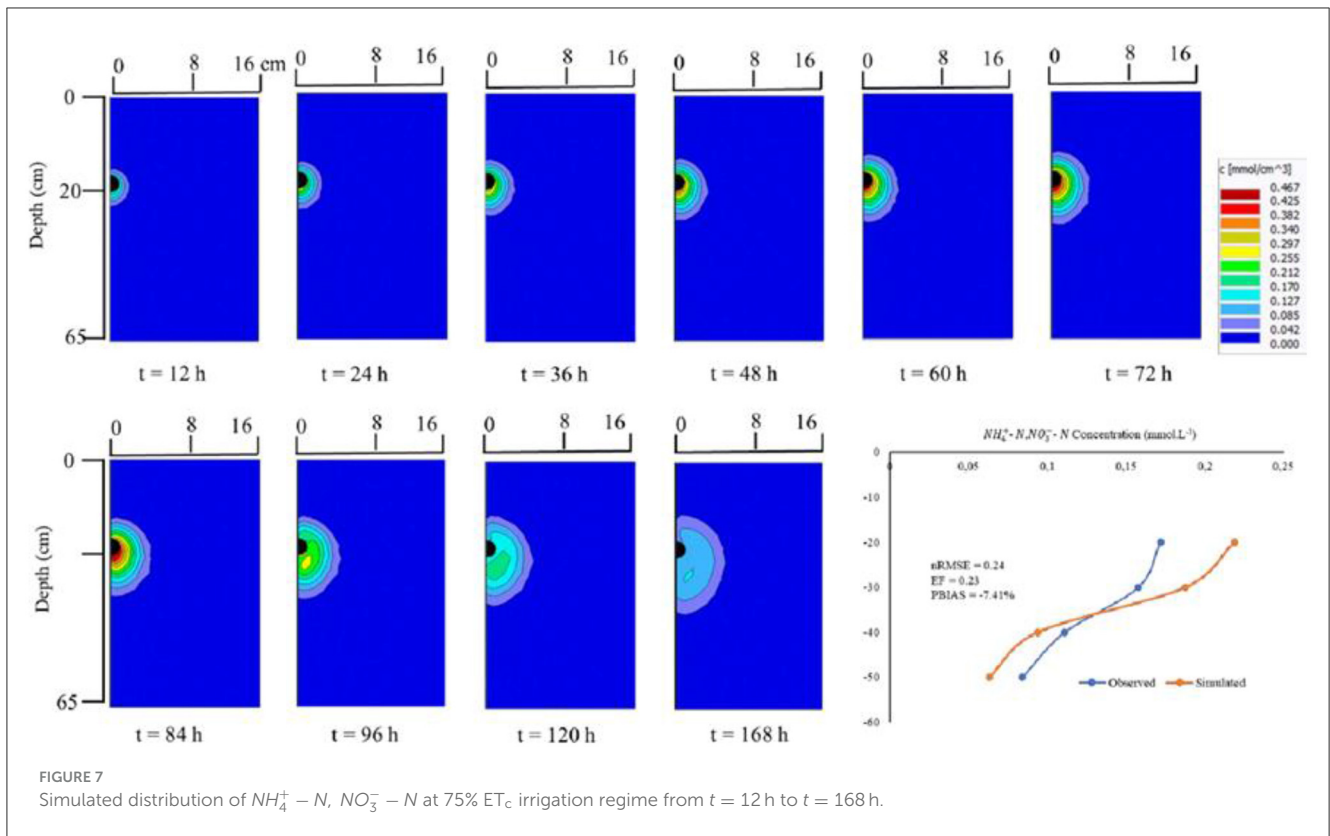 0 8 16 cm
0 8 16
0 8 16
0 8 16
0 8 16
0 8 16
0
20
65
Depth (cm)
c [mmol/cm^3]
0.467
0.425
0.382
0.340
0.297
0.255
0.212
0.170
0.127
0.085
0.042
0.000
t = 12 h
t = 24 h
t = 36 h
t = 48 h
t = 60 h
t = 72 h
0 8 16
0 8 16
0 8 16
0 8 16
0
65
Depth (cm)
t = 84 h
t = 96 h
t = 120 h
t = 168 h
NH₄⁺- N,NO₃⁻- N Concentration (mmol.L⁻¹)
0 0,05 0,1 0,15 0,2 0,25
0
-10
-20
-30
-40
-50
-60
nRMSE = 0.24
EF = 0.23
PBIAS = -7.41%
Observed Simulated
FIGURE 7
Simulated distribution of NH₄⁺ − N, NO₃⁻ − N at 75% ETc irrigation regime from t = 12 h to t = 168 h.